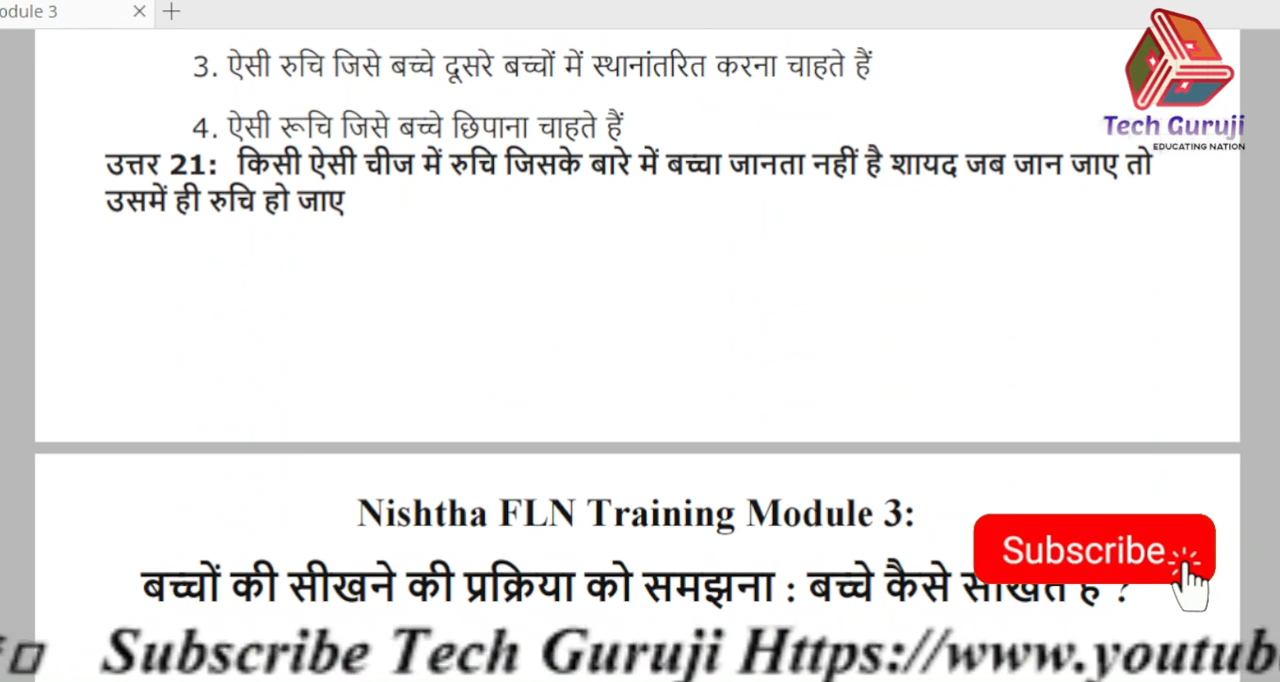 odule 3
3. ऐसी रुचि जिसे बच्चे दूसरे बच्चों में स्थानांतरित करना चाहते हैं
4. ऐसी रूचि जिसे बच्चे छिपाना चाहते हैं
Tech Guruji
EDUCATING NATION
उत्तर 21: किसी ऐसी चीज में रुचि जिसके बारे में बच्चा जानता नहीं है शायद जब जान जाए तो
उसमें ही रुचि हो जाए
Nishtha FLN Training Module 3:
Subscribe
बच्चों की सीखने की प्रक्रिया को समझना : बच्चे कैसे सीखते हैं ?
Subscribe Tech Guruji Https://www.youtub